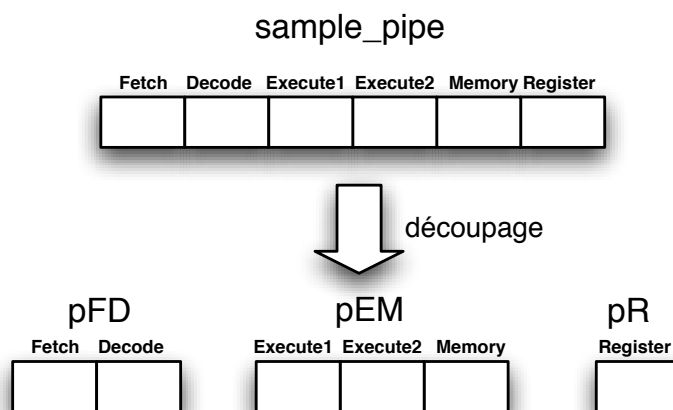 sample_pipe
Fetch Decode Execute1 Execute2 Memory Register
découpage
pFD pEM pR
Fetch Decode Execute1 Execute2 Memory Register